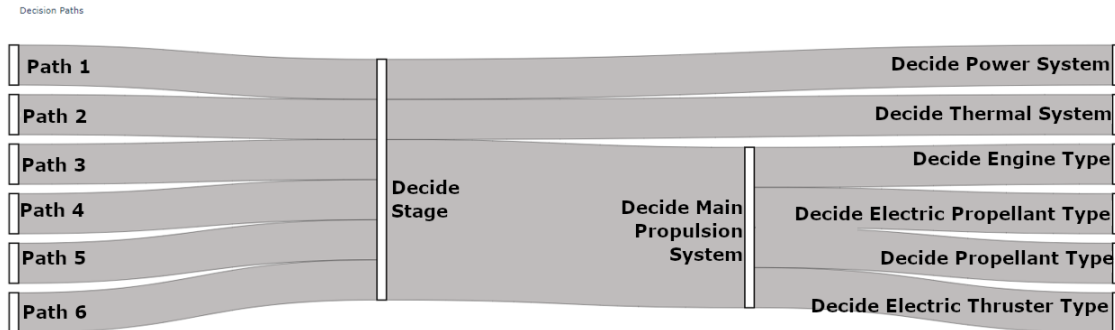 Decision Paths
Path 1
Path 2
Path 3
Path 4
Path 5
Path 6
Decide
Stage
Decide Main
Propulsion
System
Decide Power System
Decide Thermal System
Decide Engine Type
Decide Electric Propellant Type
Decide Propellant Type
Decide Electric Thruster Type